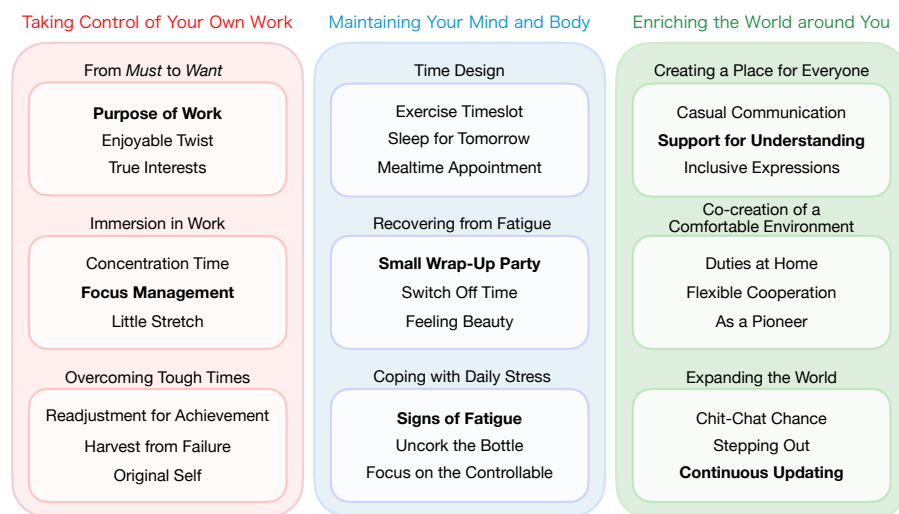 Taking Control of Your Own Work
From Must to Want
Purpose of Work
Enjoyable Twist
True Interests
Immersion in Work
Concentration Time
Focus Management
Little Stretch
Overcoming Tough Times
Readjustment for Achievement
Harvest from Failure
Original Self
Maintaining Your Mind and Body
Time Design
Exercise Timeslot
Sleep for Tomorrow
Mealtime Appointment
Recovering from Fatigue
Small Wrap-Up Party
Switch Off Time
Feeling Beauty
Coping with Daily Stress
Signs of Fatigue
Uncork the Bottle
Focus on the Controllable
Enriching the World around You
Creating a Place for Everyone
Casual Communication
Support for Understanding
Inclusive Expressions
Co-creation of a
Comfortable Environment
Duties at Home
Flexible Cooperation
As a Pioneer
Expanding the World
Chit-Chat Chance
Stepping Out
Continuous Updating